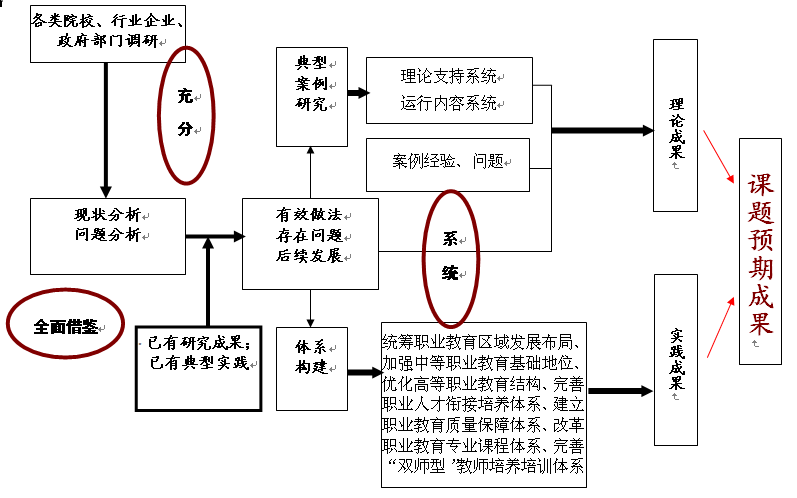 各类院校、行业企业、
政府部门调研
充
分
现状分析
问题分析
全面借鉴
已有研究成果；
已有典型实践
有效做法
存在问题
后续发展
典型
案例
研究
理论支持系统
运行内容系统
案例经验、问题
系
统
体系
构建
统筹职业教育区域发展布局、
加强中等职业教育基础地位、
优化高等职业教育结构、完善
职业人才衔接培养体系、建立
职业教育质量保障体系、改革
职业教育专业课程体系、完善
“双师型”教师培养培训体系
理论成果
实践成果
课题预期成果